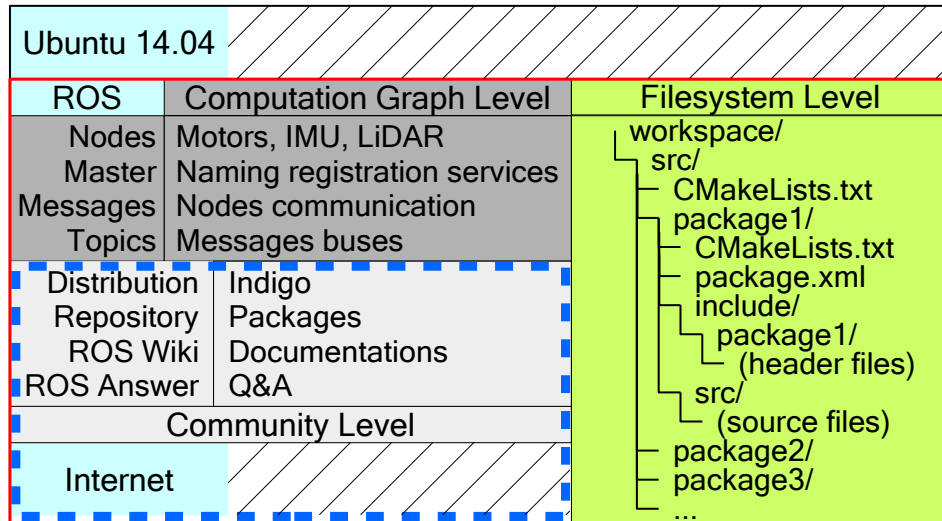 Ubuntu 14.04
ROS
Computation Graph Level
Nodes Motors, IMU, LiDAR
Master Naming registration services
Messages Nodes communication
Topics Messages buses
Distribution Indigo
Repository Packages
ROS Wiki Documentations
ROS Answer Q&A
Community Level
Internet
Filesystem Level
workspace/
src/
CMakeLists.txt
package1/
CMakeLists.txt
package.xml
include/
package1/
(header files)
src/
(source files)
package2/
package3/
...